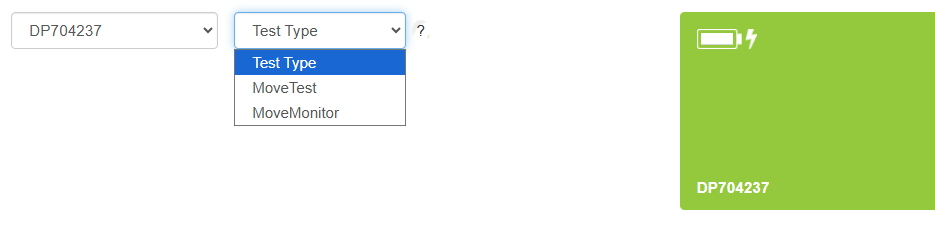 DP704237
Test Type
?
Test Type
MoveTest
MoveMonitor
DP704237